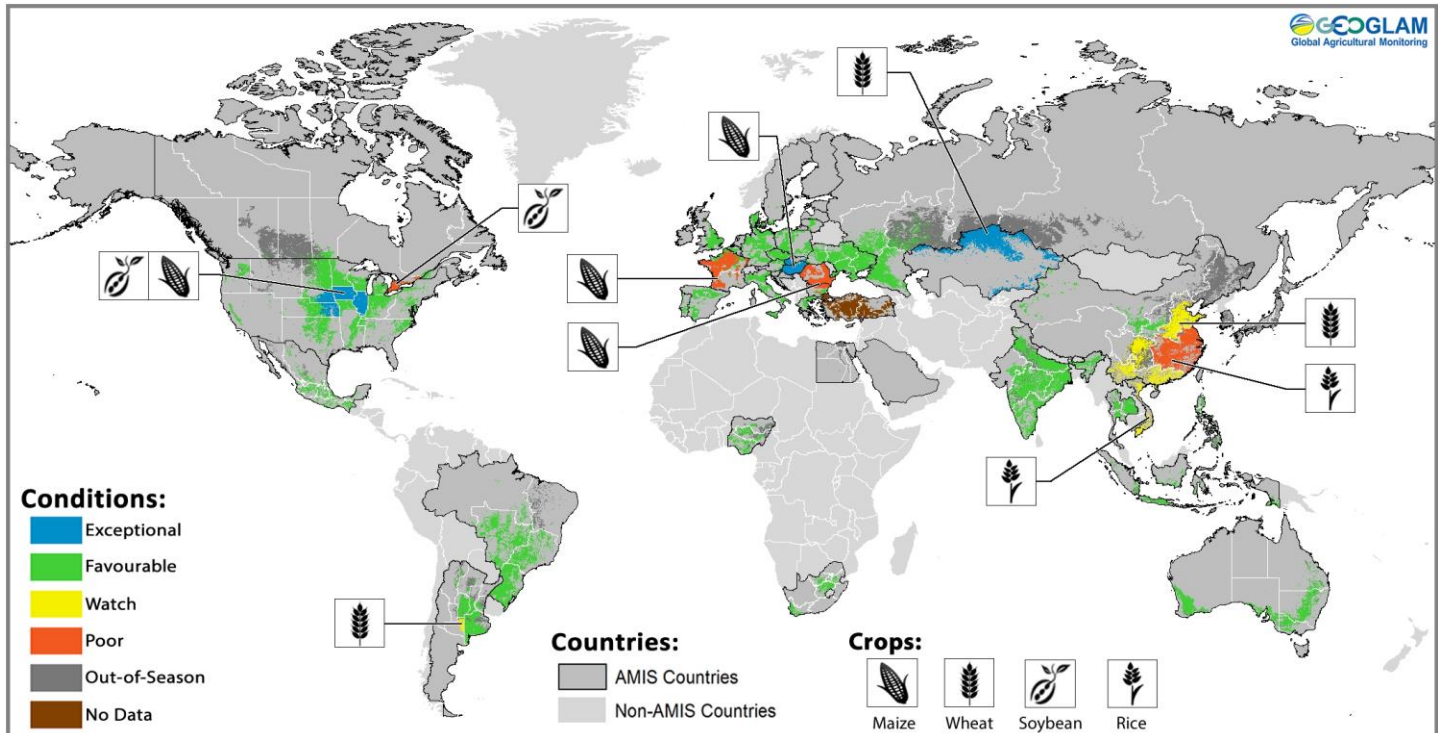 GEOGLAM
Global Agricultural Monitoring
Conditions:
Exceptional
Favourable
Watch
Poor
Out-of-Season
No Data
Countries:
AMIS Countries
Non-AMIS Countries
Crops:
Maize
Wheat
Soybean
Rice